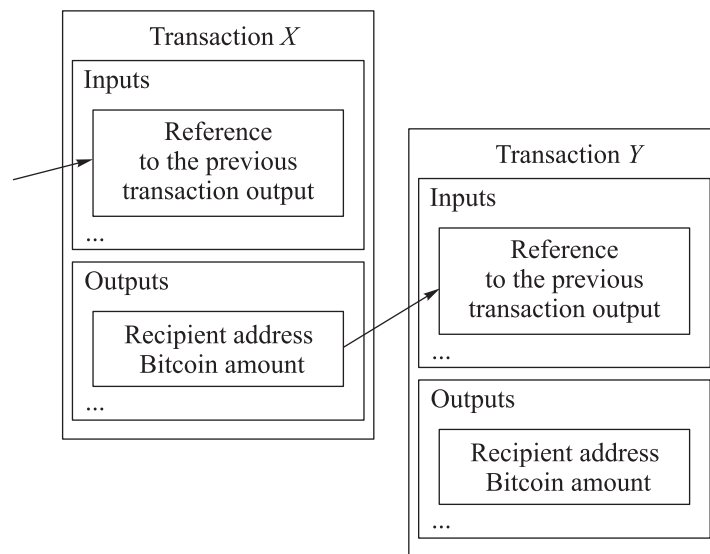 Transaction X
Inputs
Reference
to the previous
transaction output
...
Outputs
Recipient address
Bitcoin amount
...
Transaction Y
Inputs
Reference
to the previous
transaction output
...
Outputs
Recipient address
Bitcoin amount
...